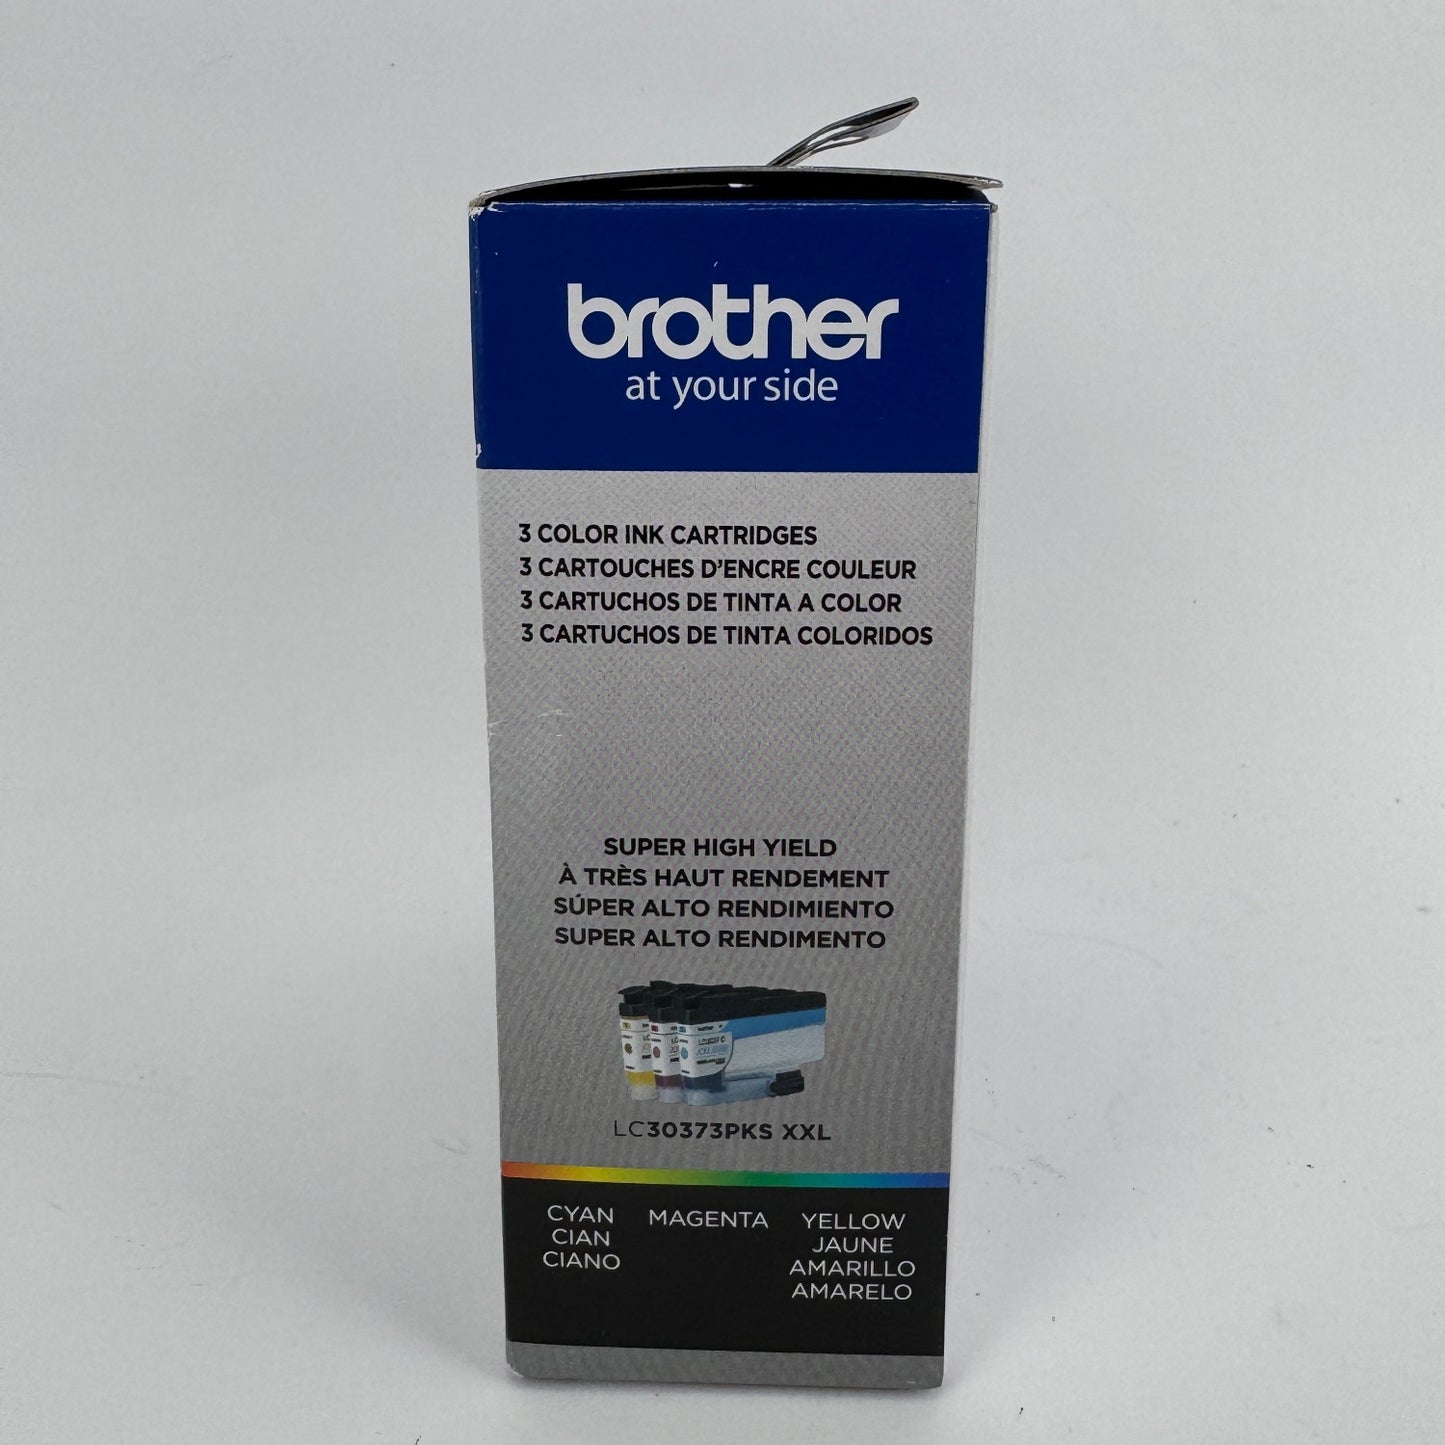 brother
at your side
3 COLOR INK CARTRIDGES
3 CARTOUCHES D'ENCRE COULEUR
3 CARTUCHOS DE TINTA A COLOR
3 CARTUCHOS DE TINTA COLORIDOS
SUPER HIGH YIELD
À TRÈS HAUT RENDEMENT
SÚPER ALTO RENDIMIENTO
SUPER ALTO RENDIMENTO
brother
LC30373PKS XXL
CYAN
CIAN
CIANO
MAGENTA
YELLOW
JAUNE
AMARILLO
AMARELO